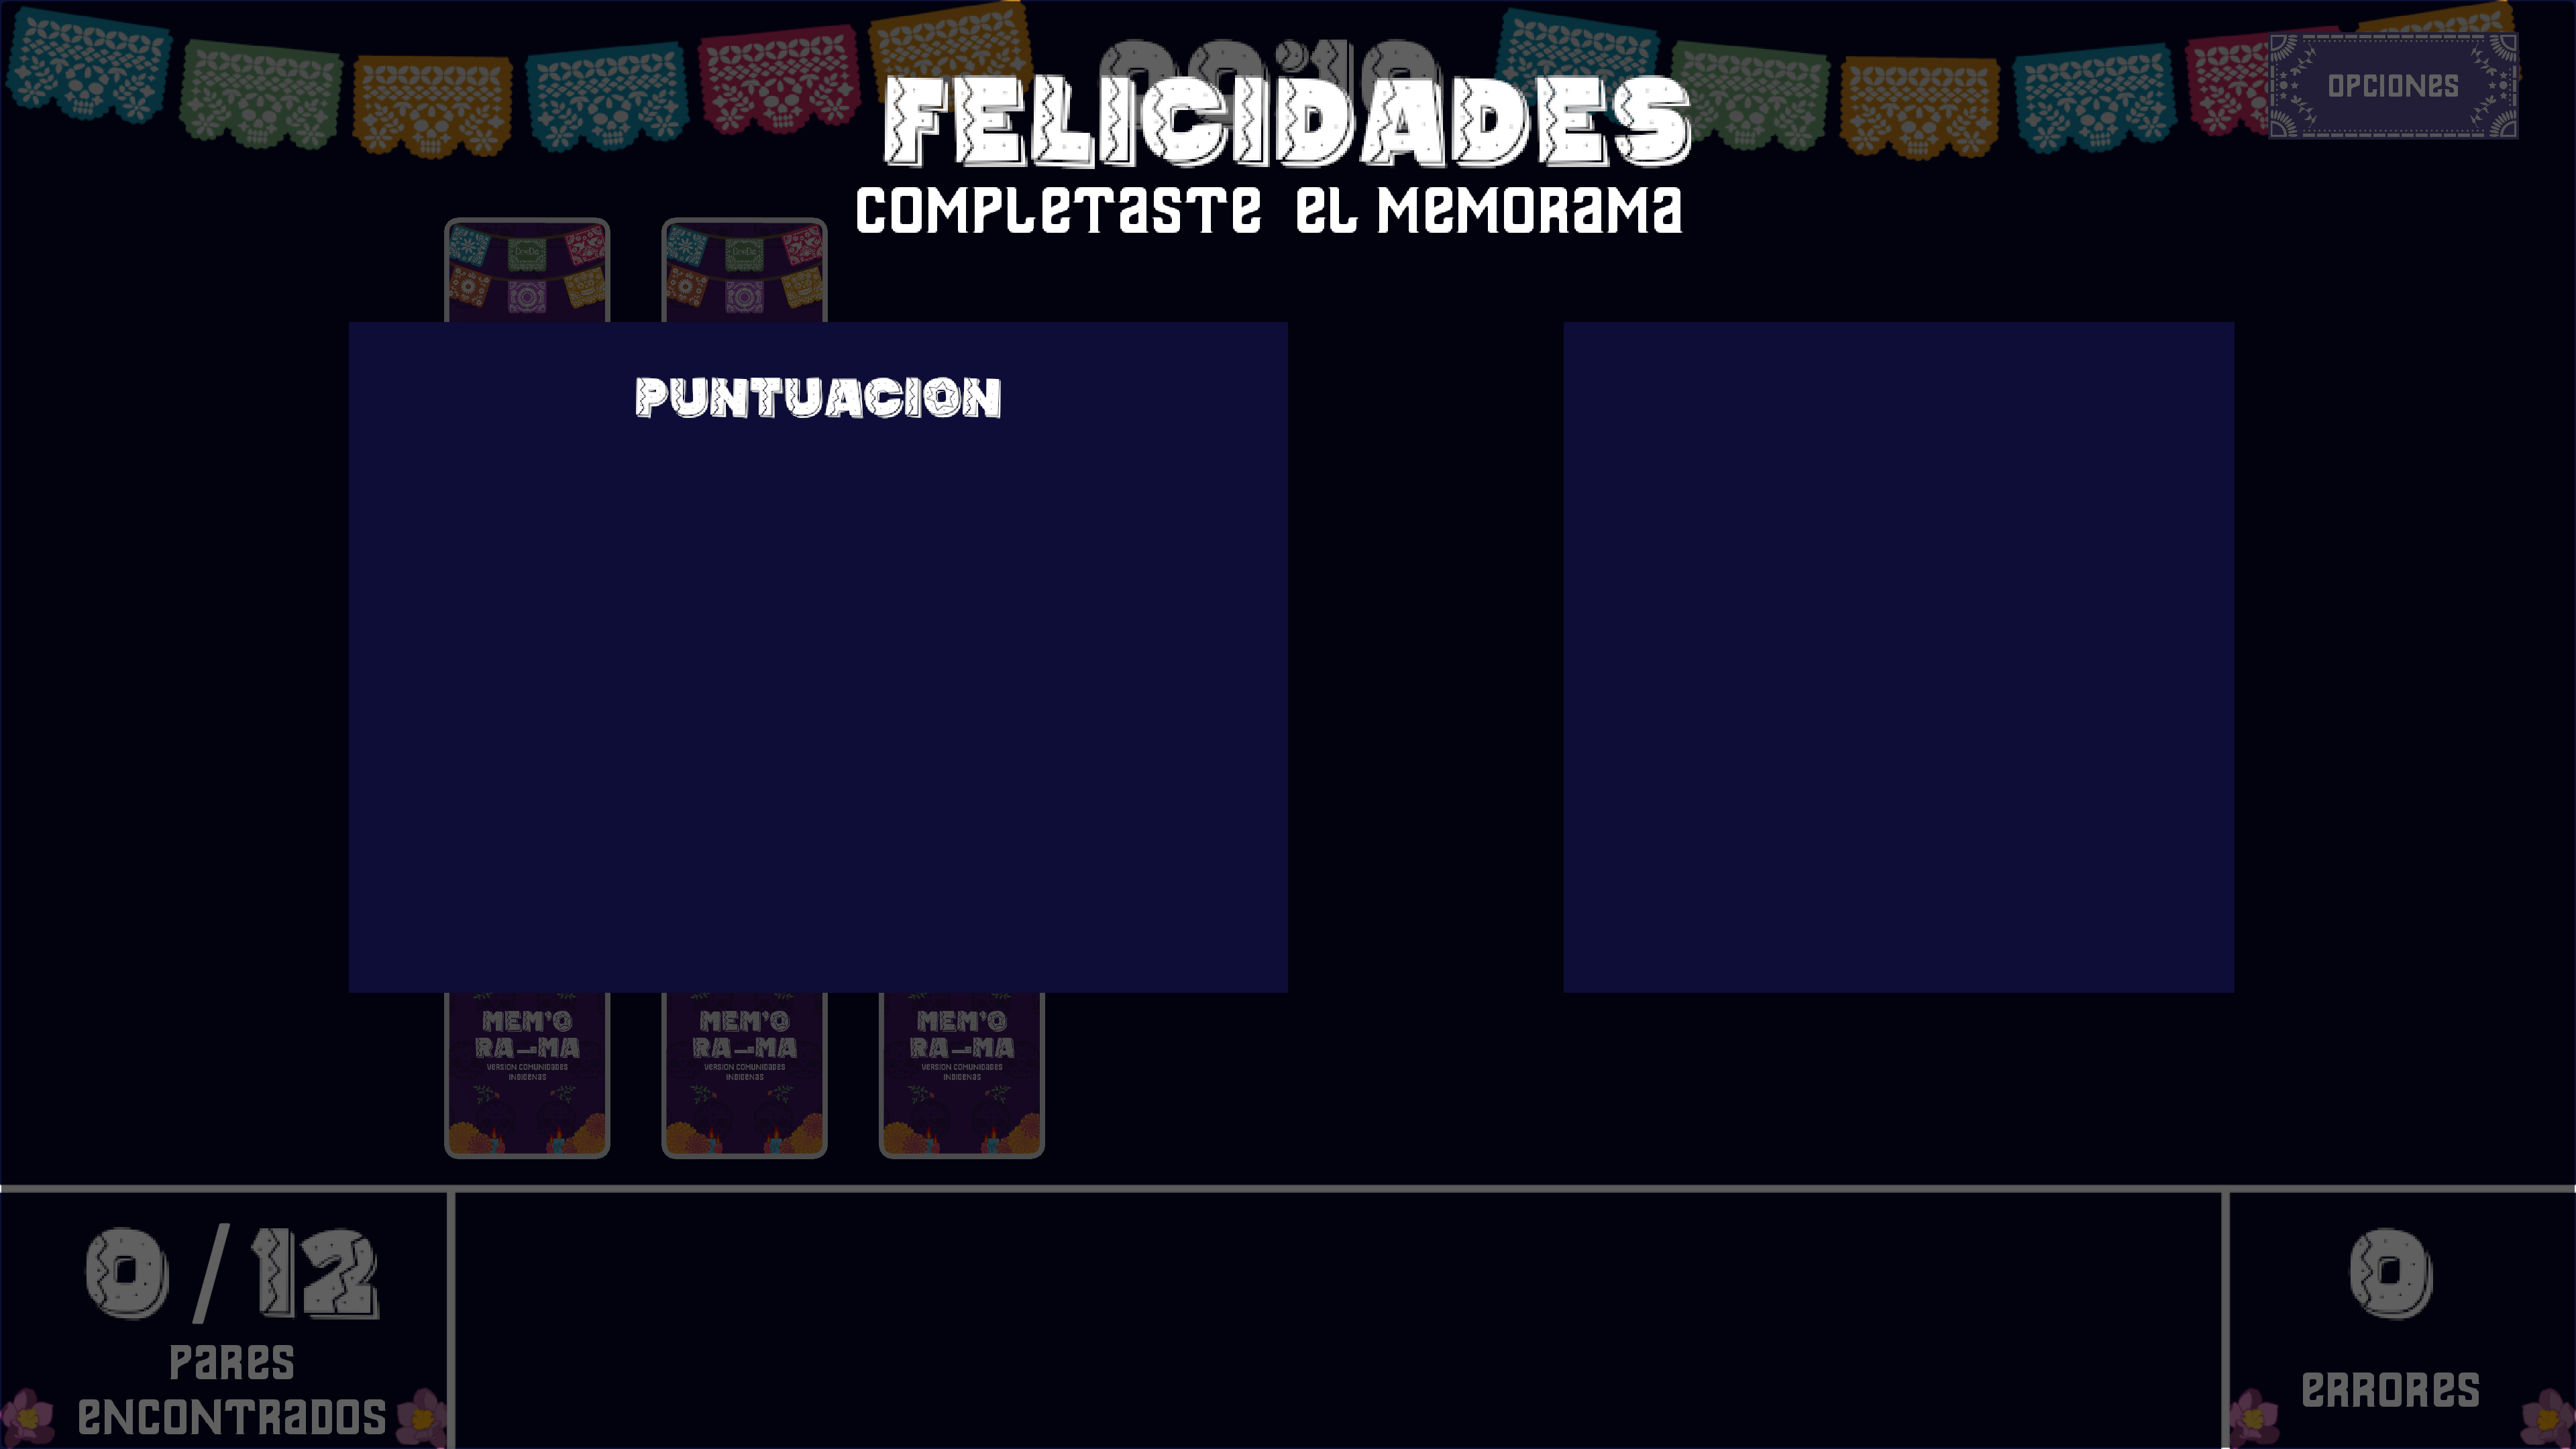 OPCIONES
FELICIDADES
COMPLETASTE EL MEMORAMA
PUNTUACION
MEM'O
RA-MA
VERSION COMUNIDADES
INDIGENAS
MEM'O
RA-MA
VERSION COMUNIDADES
INDIGENAS
MEM'O
RA-MA
VERSION COMUNIDADES
INDIGENAS
0/12
PARES
ENCONTRADOS
0
ERRORES